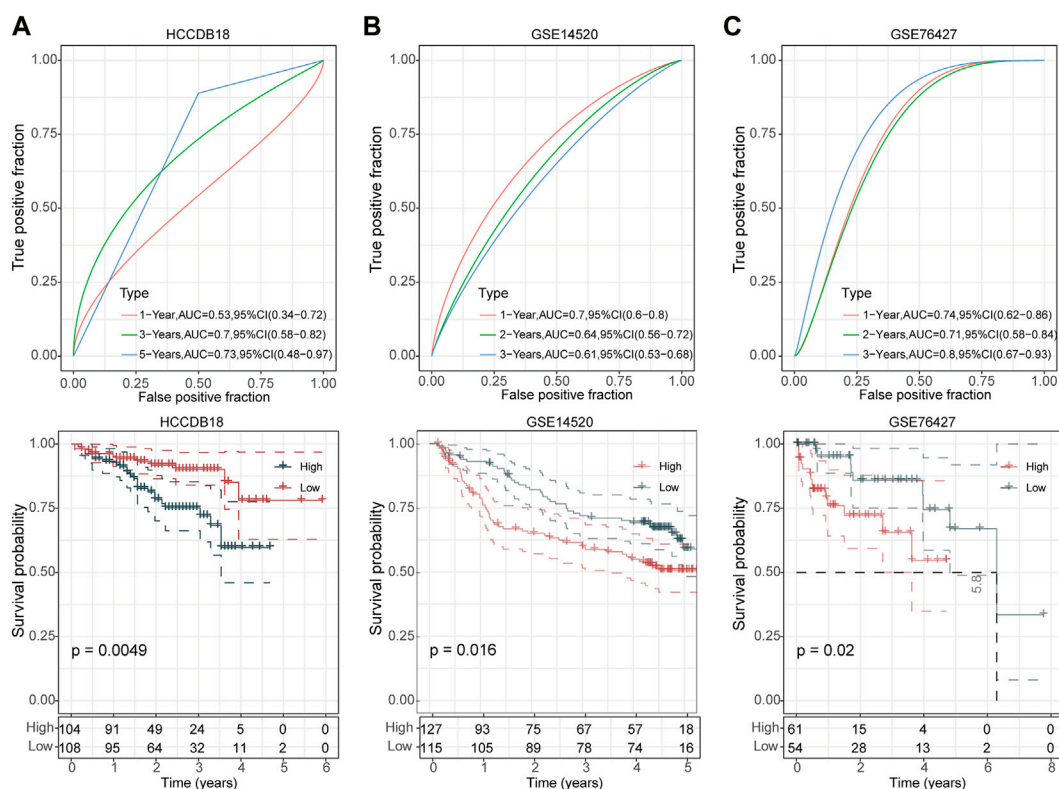 A
HCCDB18
True positive fraction
1.00
0.75
0.50
0.25
0.00
Type
1-Year,AUC=0.53,95%CI(0.34-0.72)
3-Years,AUC=0.7,95%CI(0.58-0.82)
5-Years,AUC=0.73,95%CI(0.48-0.97)
0.00 0.25 0.50 0.75 1.00
False positive fraction
B
GSE14520
True positive fraction
1.00
0.75
0.50
0.25
0.00
Type
1-Year,AUC=0.7,95%CI(0.6-0.8)
2-Years,AUC=0.64,95%CI(0.56-0.72)
3-Years,AUC=0.61,95%CI(0.53-0.68)
0.00 0.25 0.50 0.75 1.00
False positive fraction
C
GSE76427
True positive fraction
1.00
0.75
0.50
0.25
0.00
Type
1-Year,AUC=0.74,95%CI(0.62-0.86)
2-Years,AUC=0.71,95%CI(0.58-0.84)
3-Years,AUC=0.8,95%CI(0.67-0.93)
0.00 0.25 0.50 0.75 1.00
False positive fraction
HCCDB18
Survival probability
1.00
0.75
0.50
0.25
0.00
High
Low
p = 0.0049
High 104 91 49 24 5 0 0
Low 108 95 64 32 11 2 0
0 1 2 3 4 5 6
Time (years)
GSE14520
Survival probability
1.00
0.75
0.50
0.25
0.00
High
Low
p = 0.016
High 127 93 75 67 57 18
Low 115 105 89 78 74 16
0 1 2 3 4 5
Time (years)
GSE76427
Survival probability
1.00
0.75
0.50
0.25
0.00
High
Low
5.8
p = 0.02
High 61 15 4 0 0
Low 54 28 13 2 0
0 2 4 6 8
Time (years)